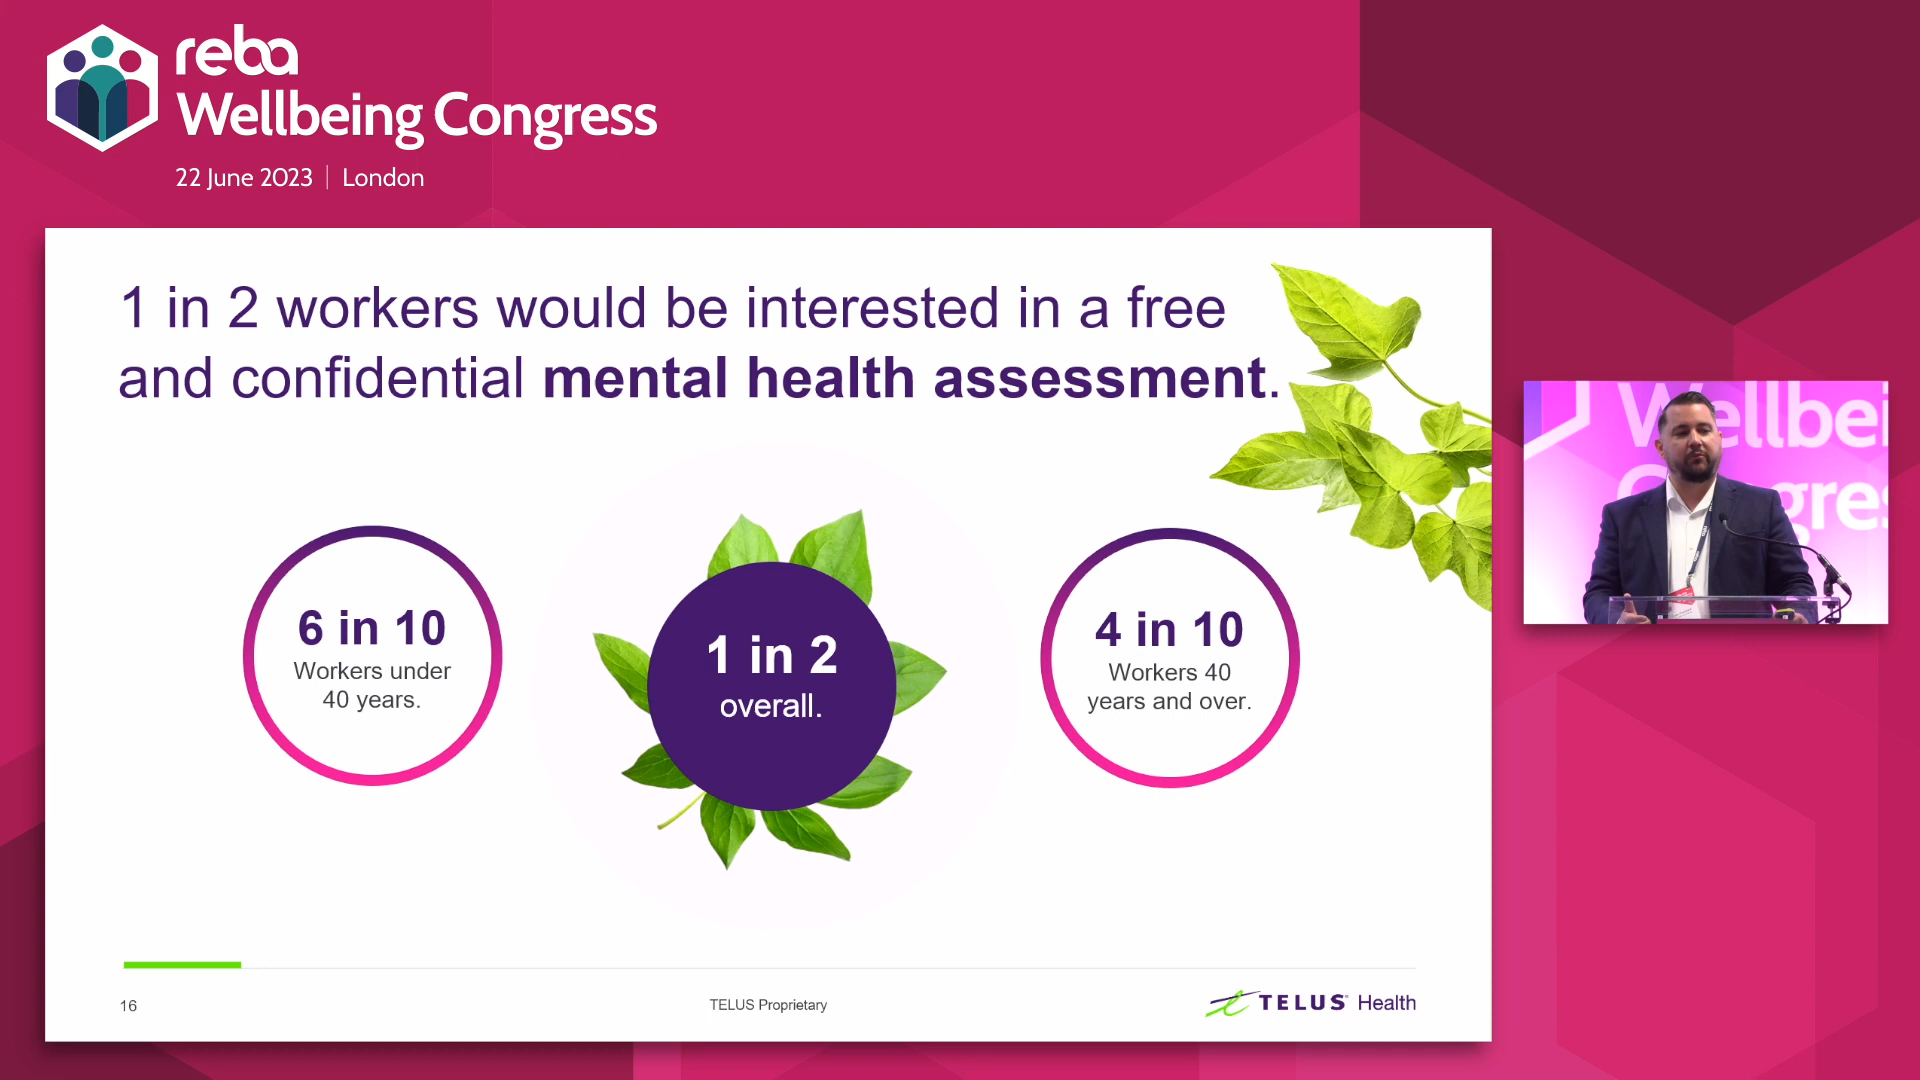 reba
Wellbeing Congress
22 June 2023 | London
1 in 2 workers would be interested in a free
and confidential mental health assessment.
6 in 10
Workers under
40 years.
1 in 2
overall.
4 in 10
Workers 40
years and over.
16
TELUS Proprietary
TELUS Health
Wellbei
Congres